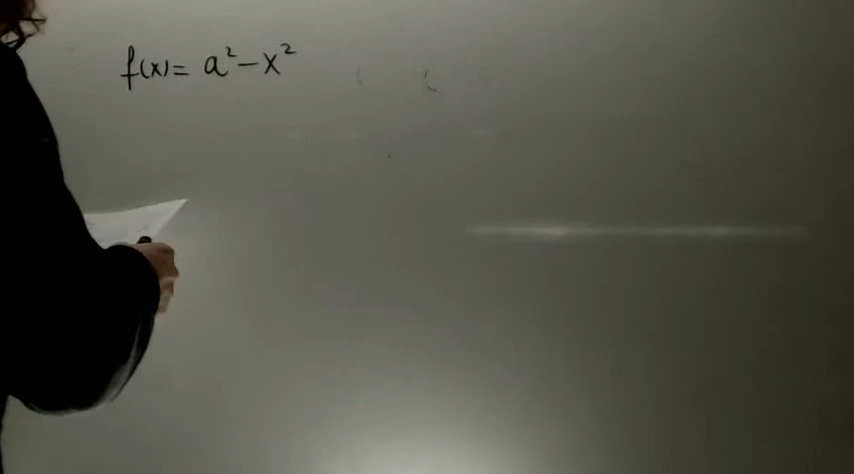 f(x)= a²-x²